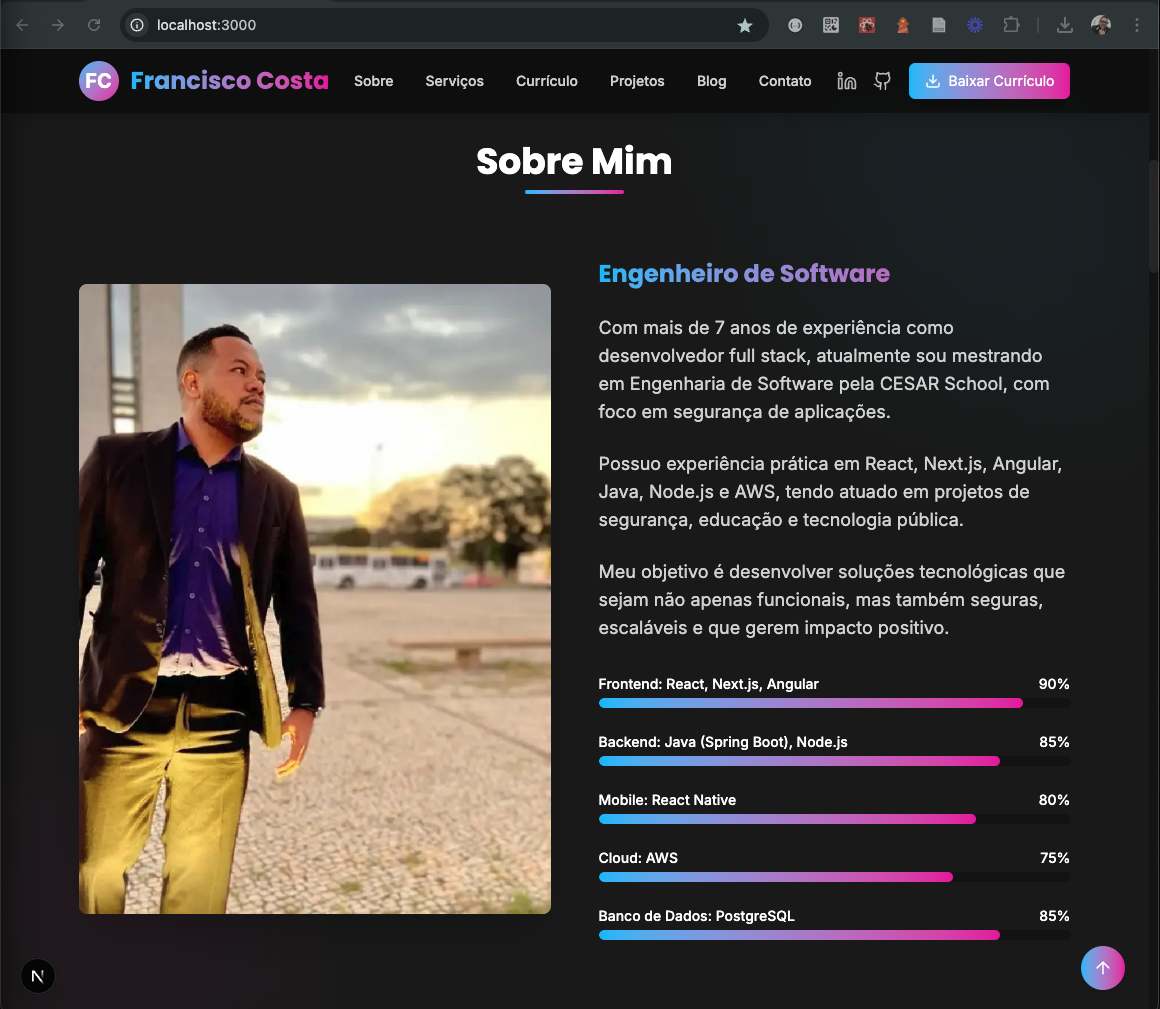 localhost:3000
FC Francisco Costa Sobre Serviços Currículo Projetos Blog Contato Baixar Currículo
Sobre Mim
Engenheiro de Software
Com mais de 7 anos de experiência como
desenvolvedor full stack, atualmente sou mestrando
em Engenharia de Software pela CESAR School, com
foco em segurança de aplicações.
Possuo experiência prática em React, Next.js, Angular,
Java, Node.js e AWS, tendo atuado em projetos de
segurança, educação e tecnologia pública.
Meu objetivo é desenvolver soluções tecnológicas que
sejam não apenas funcionais, mas também seguras,
escaláveis e que gerem impacto positivo.
Frontend: React, Next.js, Angular 90%
Backend: Java (Spring Boot), Node.js 85%
Mobile: React Native 80%
Cloud: AWS 75%
Banco de Dados: PostgreSQL 85%
N